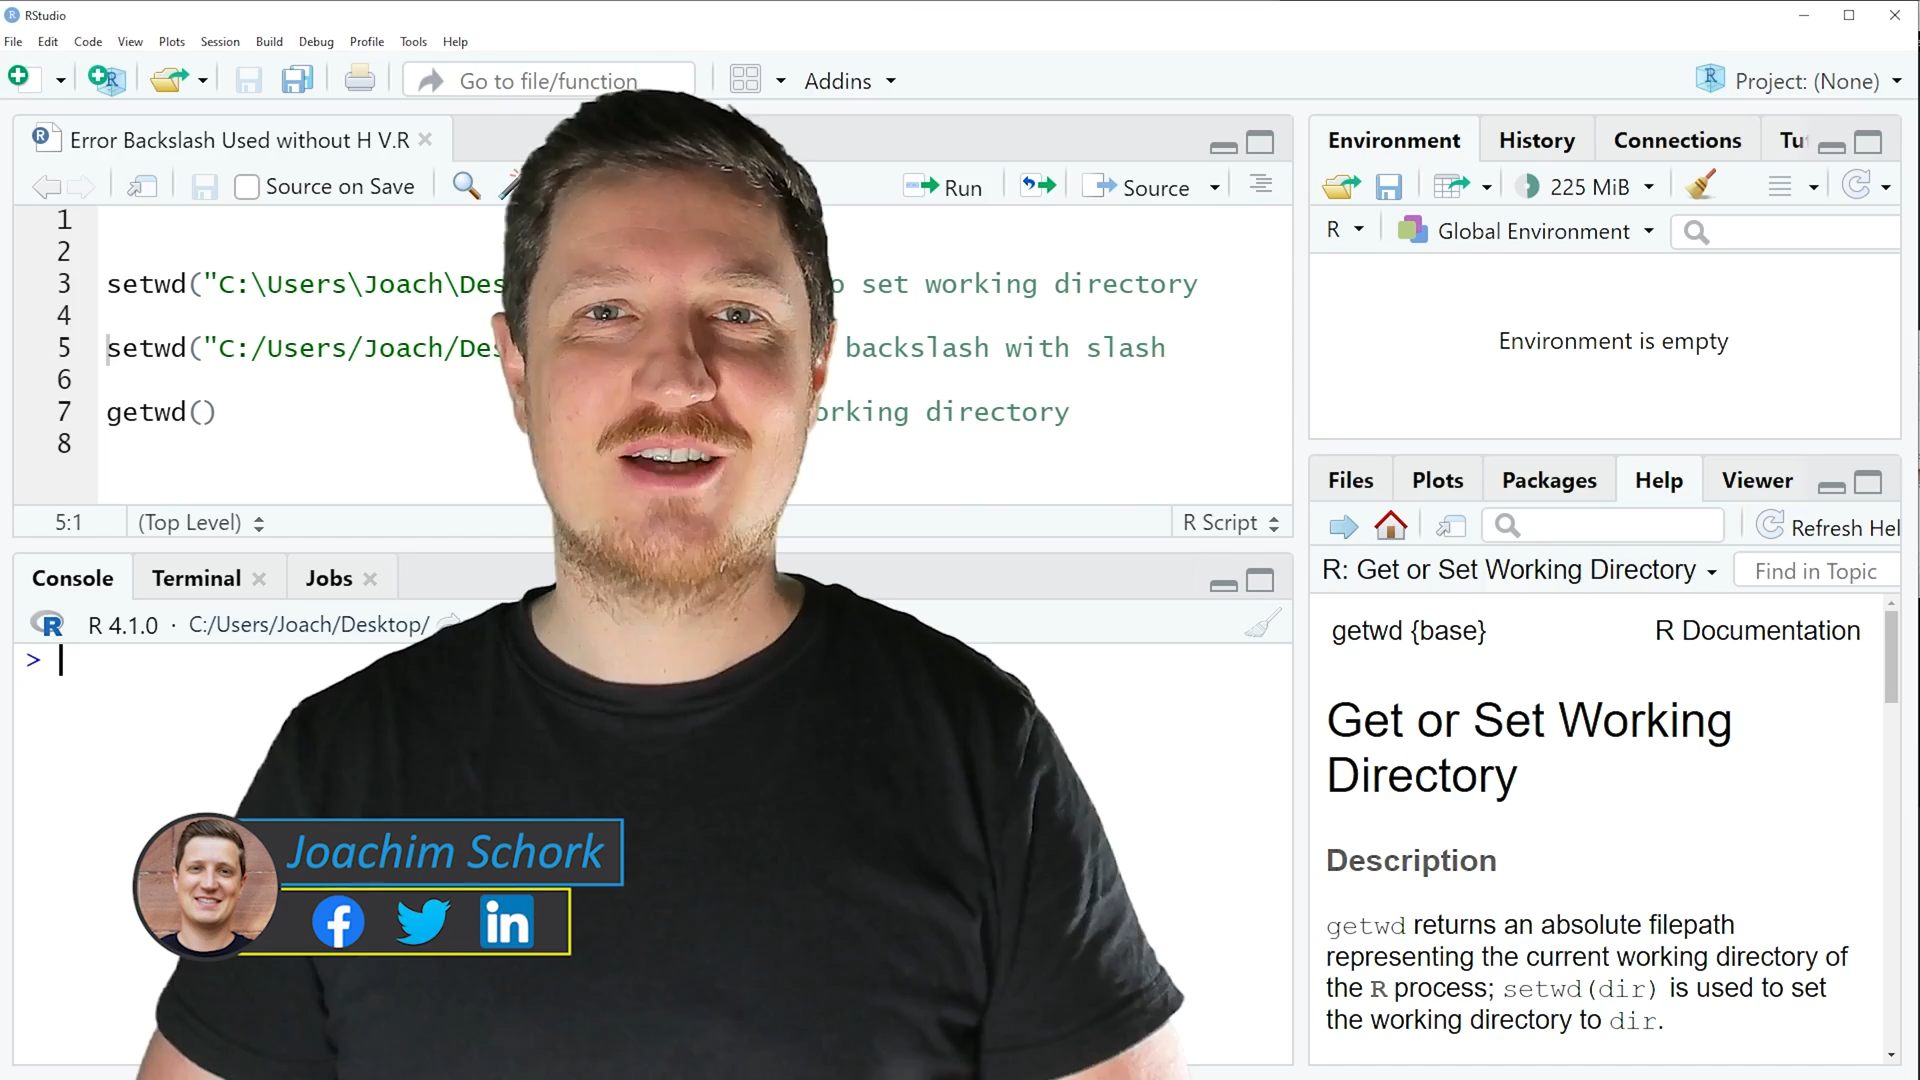 RStudio
File Edit Code View Plots Session Build Debug Profile Tools Help
Go to file/function
Addins
Project: (None)
Error Backslash Used without H V.R
Source on Save
Run
Source
1
2
3 setwd("C:\Users\Joach\Des set working directory
4
5 setwd("C:/Users/Joach/Des backslash with slash
6
7 getwd() orking directory
8
5:1 (Top Level) R Script
Console Terminal Jobs
R 4.1.0 · C:/Users/Joach/Desktop/
>
Joachim Schork
Environment History Connections Tu
225 MiB
R Global Environment
Environment is empty
Files Plots Packages Help Viewer
Refresh Hel
R: Get or Set Working Directory Find in Topic
getwd {base} R Documentation
Get or Set Working
Directory
Description
getwd returns an absolute filepath
representing the current working directory of
the R process; setwd(dir) is used to set
the working directory to dir.